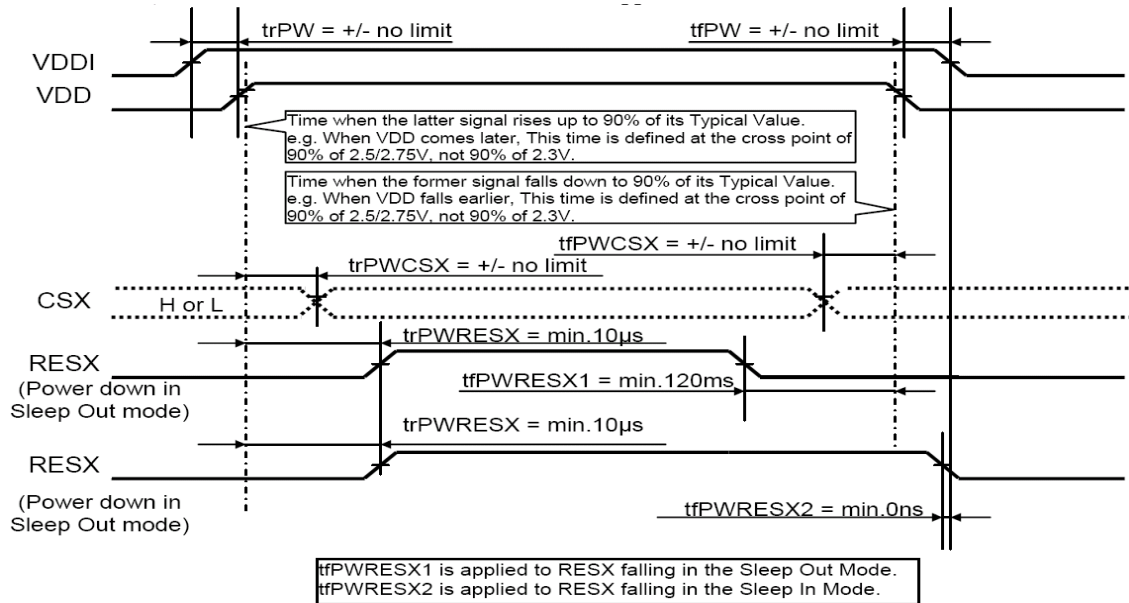 trPW = +/- no limit
tfPW = +/- no limit
VDDI
VDD
Time when the latter signal rises up to 90% of its Typical Value.
e.g. When VDD comes later, This time is defined at the cross point of
90% of 2.5/2.75V, not 90% of 2.3V.
Time when the former signal falls down to 90% of its Typical Value.
e.g. When VDD falls earlier, This time is defined at the cross point of
90% of 2.5/2.75V, not 90% of 2.3V.
tfPWCSX = +/- no limit
trPWCSX = +/- no limit
CSX
H or L
trPWRESX = min.10µs
RESX
(Power down in
Sleep Out mode)
tfPWRESX1 = min.120ms
trPWRESX = min.10µs
RESX
(Power down in
Sleep Out mode)
tfPWRESX2 = min.0ns
tfPWRESX1 is applied to RESX falling in the Sleep Out Mode.
tfPWRESX2 is applied to RESX falling in the Sleep In Mode.